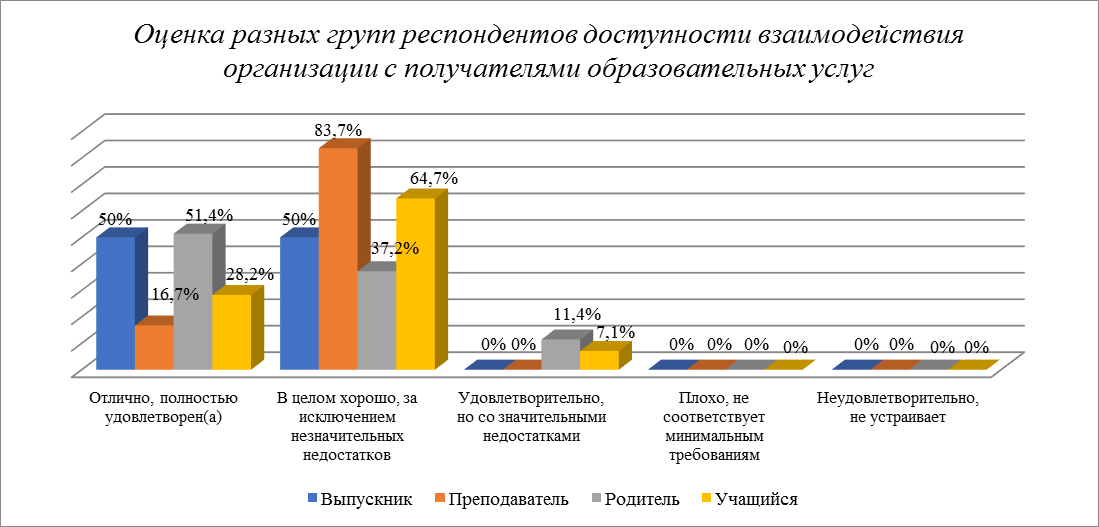 Оценка разных групп респондентов доступности взаимодействия
организации с получателями образовательных услуг
50%
16,7%
51,4%
28,2%
50%
83,7%
37,2%
64,7%
0%
0%
11,4%
7,1%
0%
0%
0%
0%
0%
0%
0%
0%
Отлично, полностью
удовлетворен(а)
В целом хорошо, за
исключением
незначительных
недостатков
Удовлетворительно,
но со значительными
недостатками
Плохо, не
соответствует
минимальным
требованиям
Неудовлетворительно,
не устраивает
Выпускник
Преподаватель
Родитель
Учащийся